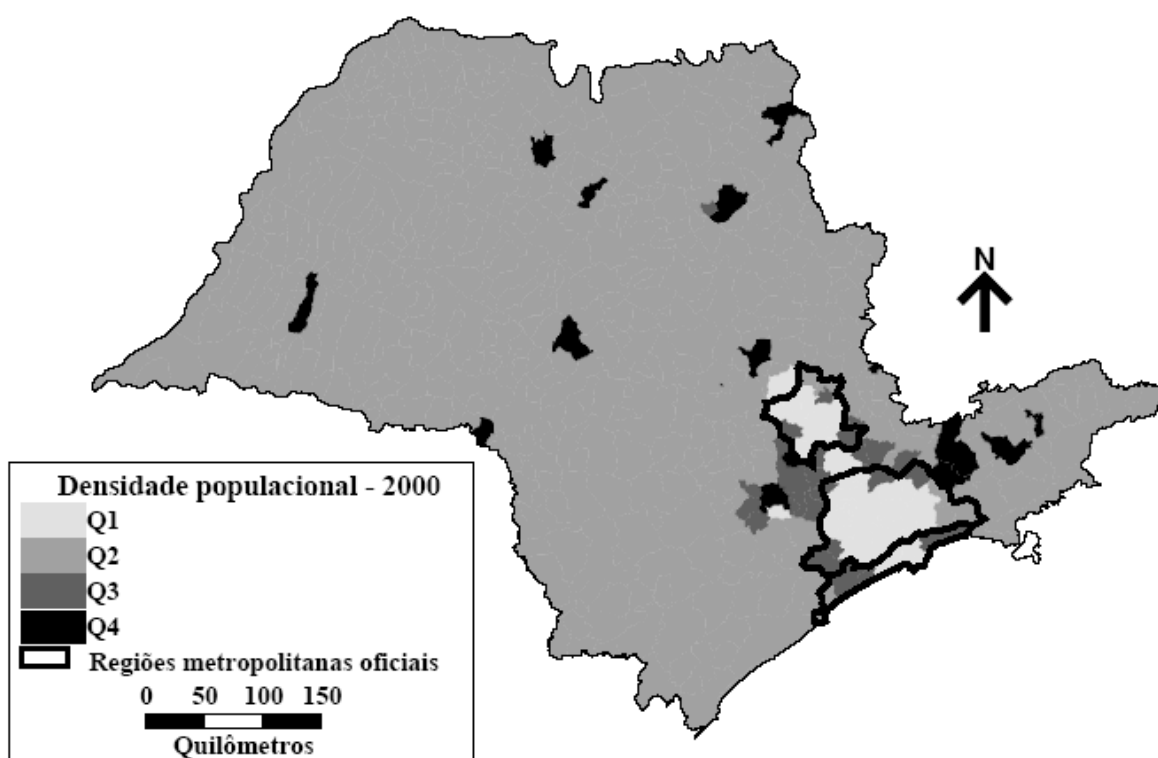 N
Densidade populacional - 2000
Q1
Q2
Q3
Q4
Regiões metropolitanas oficiais
0 50 100 150
Quilômetros